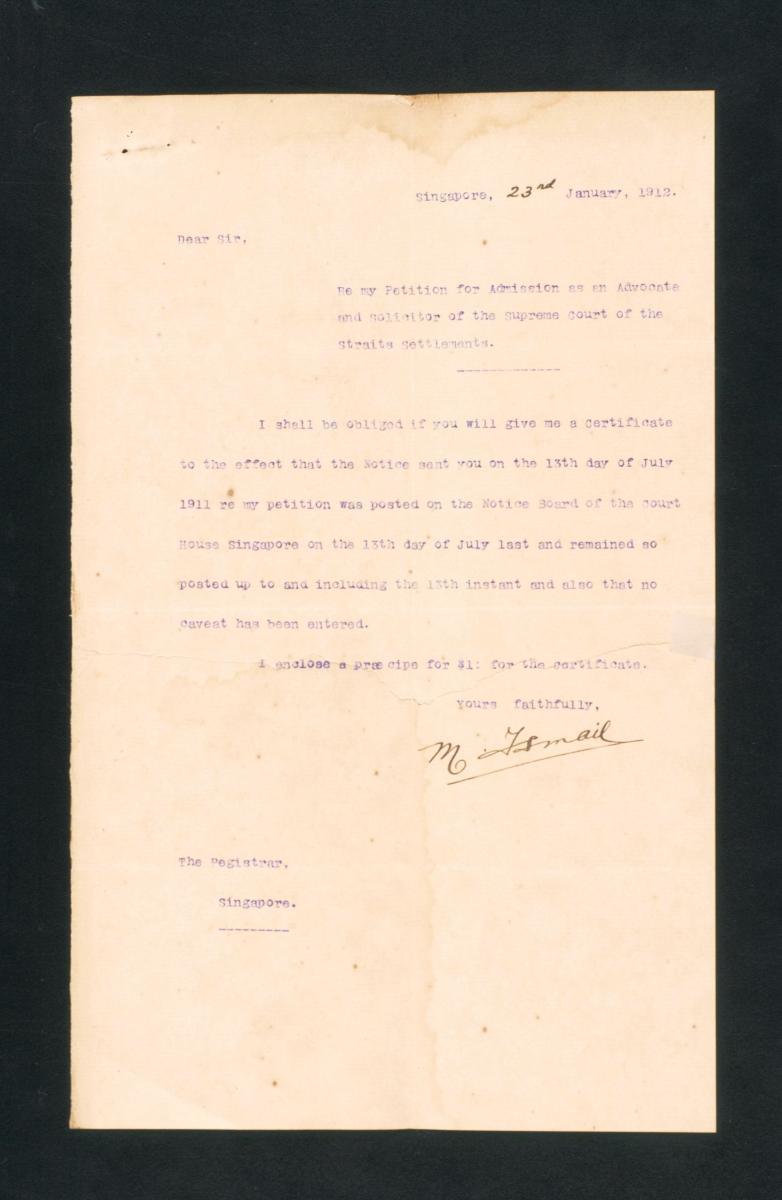 Singapore, 23rd January, 1912.
Dear Sir,
Re my Petition for Admission as an Advocate
and Solicitor of the Supreme Court of the
Straits Settlements.
I shall be obliged if you will give me a Certificate
to the effect that the Notice sent you on the 13th day of July
1911 re my petition was posted on the Notice Board of the Court
House Singapore on the 13th day of July last and remained so
posted up to and including the 13th instant and also that no
caveat has been entered.
I enclose a præcipe for $1: for the certificate.
Yours faithfully,
M. Ismail
The Registrar,
Singapore.